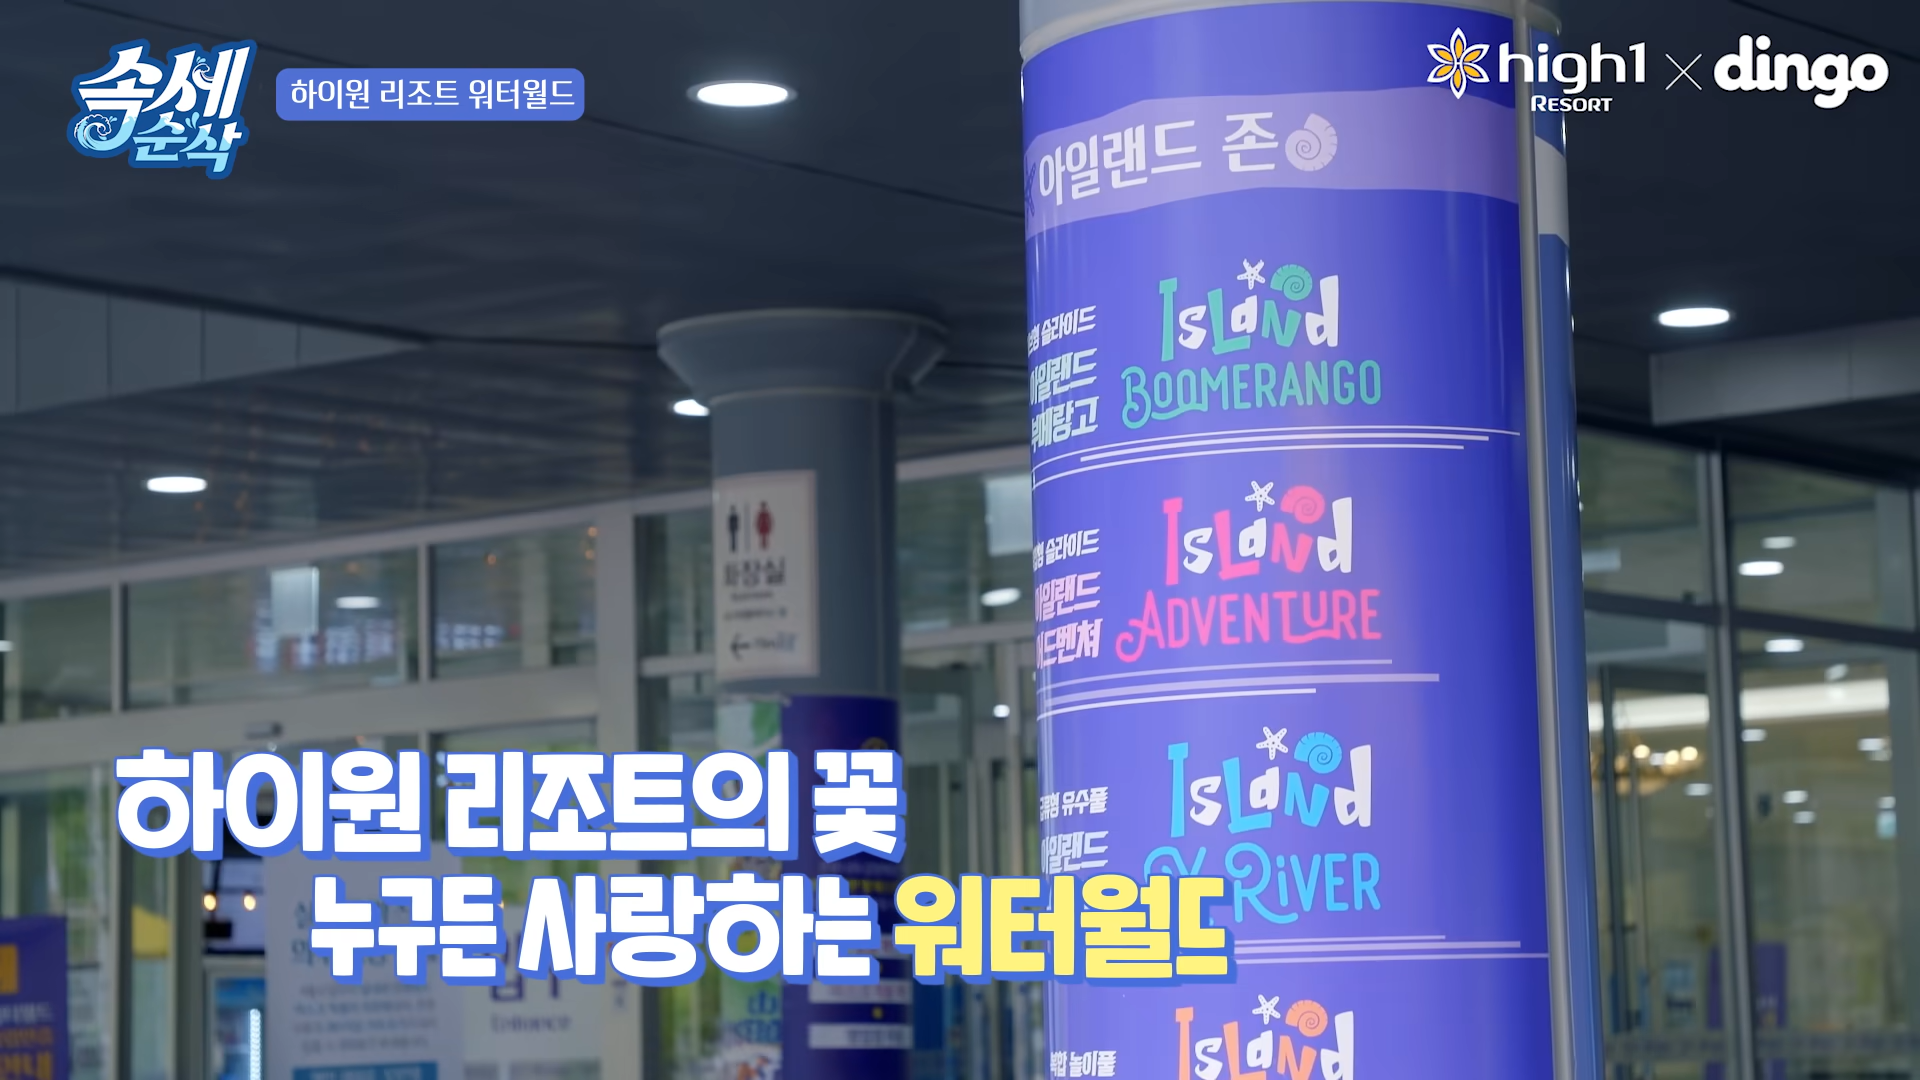 속세
순삭
하이원 리조트 워터월드
high1
RESORT
×
dingo
아일랜드 존
슬라이드
아일랜드
부메랑고
ISLAND
BOOMERANGO
슬라이드
아일랜드
어드벤쳐
ISLAND
ADVENTURE
유수풀
아일랜드
ISLAND
RIVER
복합 놀이풀
ISLAND
화장실
Entrance
하이원 리조트의 꽃
누구든 사랑하는 워터월드